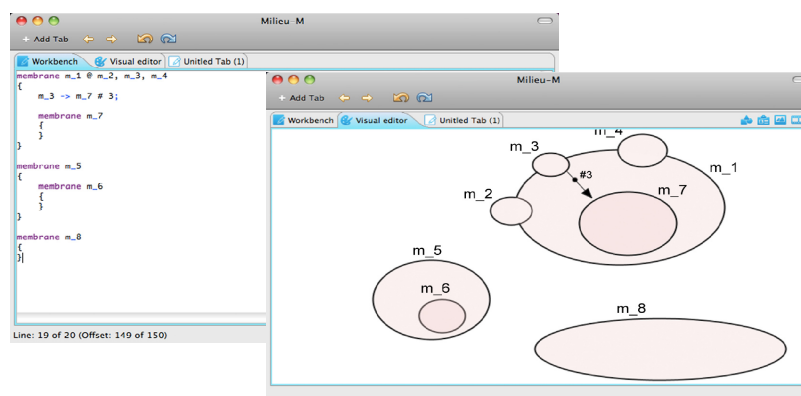 Milieu-M
+ Add Tab
Workbench Visual editor Untitled Tab (1)
membrane m_1 @ m_2, m_3, m_4
{
m_3 -> m_7 # 3;
membrane m_7
{
}
}
membrane m_5
{
membrane m_6
{
}
}
membrane m_8
{
}
Line: 19 of 20 (Offset: 149 of 150)
Milieu-M
+ Add Tab
Workbench Visual editor Untitled Tab (1)
m_4
m_3
m_1
#3
m_2
m_7
m_5
m_6
m_8